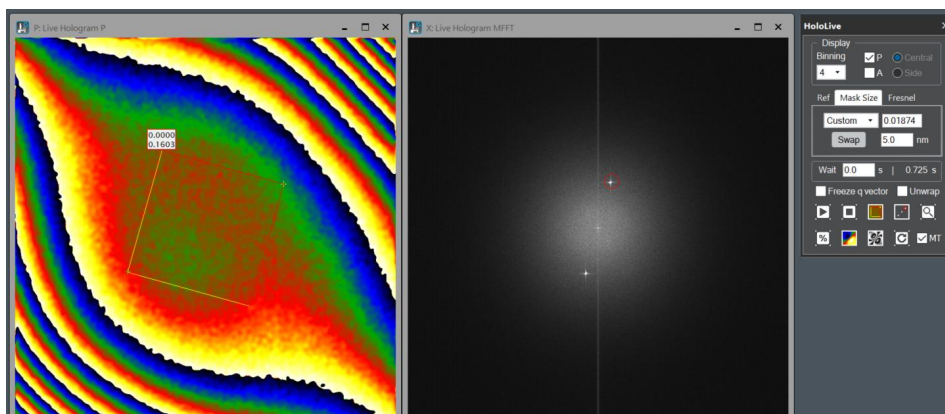 P: Live Hologram P
0.0000
0.1603
X: Live Hologram MFFT
HoloLive
Display
Binning
4
P
A
Central
Side
Ref Mask Size Fresnel
Custom 0.01874
Swap 5.0 nm
Wait 0.0 s | 0.725 s
Freeze q vector Unwrap
% MT